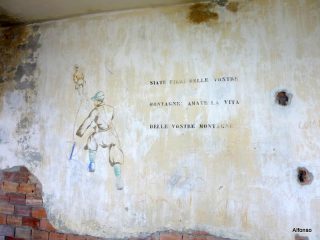 SIATE FIERI DELLE VOSTRE
MONTAGNE AMATE LA VITA
DELLE VOSTRE MONTAGNE
Alfonso